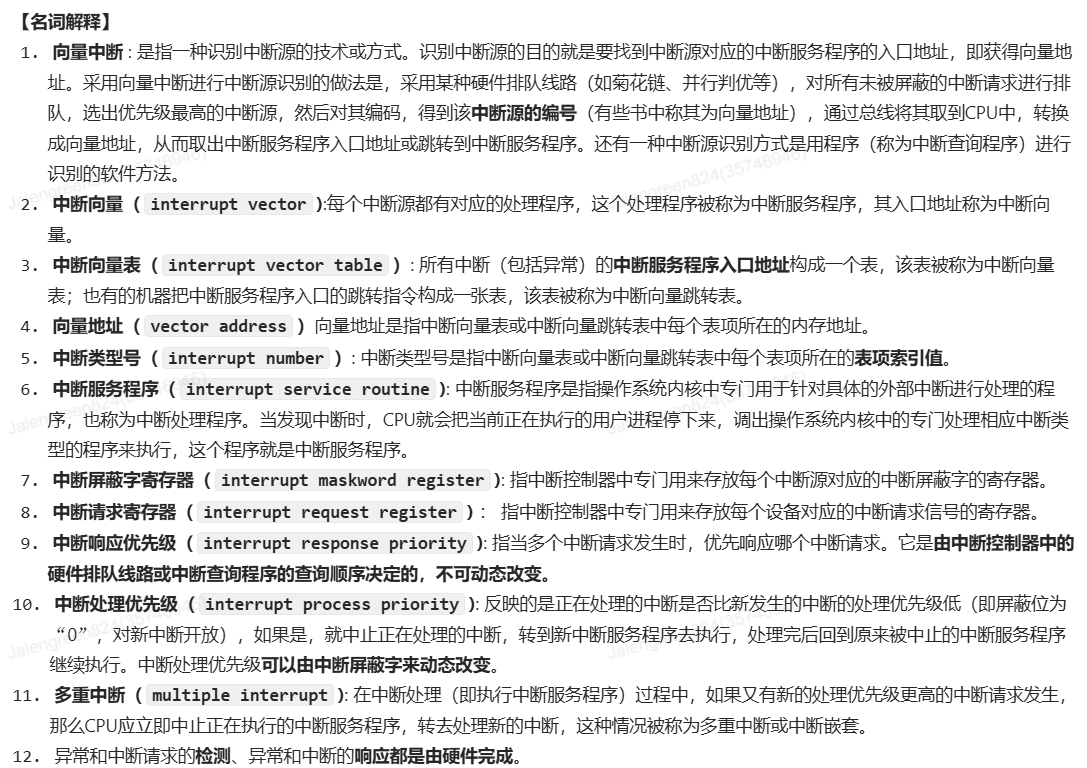 【名词解释】
1. 向量中断 : 是指一种识别中断源的技术或方式。识别中断源的目的就是要找到中断源对应的中断服务程序的入口地址，即获得向量地
址。采用向量中断进行中断源识别的做法是，采用某种硬件排队线路（如菊花链、并行判优等），对所有未被屏蔽的中断请求进行排
队，选出优先级最高的中断源，然后对其编码，得到该中断源的编号（有些书中称其为向量地址），通过总线将其取到CPU中，转换
成向量地址，从而取出中断服务程序入口地址或跳转到中断服务程序。还有一种中断源识别方式是用程序（称为中断查询程序）进行
识别的软件方法。
2. 中断向量（ interrupt vector ):每个中断源都有对应的处理程序，这个处理程序被称为中断服务程序，其入口地址称为中断向
量。
3. 中断向量表（ interrupt vector table ）: 所有中断（包括异常）的中断服务程序入口地址构成一个表，该表被称为中断向量
表；也有的机器把中断服务程序入口的跳转指令构成一张表，该表被称为中断向量跳转表。
4. 向量地址（ vector address ）向量地址是指中断向量表或中断向量跳转表中每个表项所在的内存地址。
5. 中断类型号（ interrupt number ）: 中断类型号是指中断向量表或中断向量跳转表中每个表项所在的表项索引值。
6. 中断服务程序（ interrupt service routine ): 中断服务程序是指操作系统内核中专门用于针对具体的外部中断进行处理的程
序，也称为中断处理程序。当发现中断时，CPU就会把当前正在执行的用户进程停下来，调出操作系统内核中的专门处理相应中断类
型的程序来执行，这个程序就是中断服务程序。
7. 中断屏蔽字寄存器（ interrupt maskword register ): 指中断控制器中专门用来存放每个中断源对应的中断屏蔽字的寄存器。
8. 中断请求寄存器（ interrupt request register ）： 指中断控制器中专门用来存放每个设备对应的中断请求信号的寄存器。
9. 中断响应优先级（ interrupt response priority ): 指当多个中断请求发生时，优先响应哪个中断请求。它是由中断控制器中的
硬件排队线路或中断查询程序的查询顺序决定的，不可动态改变。
10. 中断处理优先级（ interrupt process priority ): 反映的是正在处理的中断是否比新发生的中断的处理优先级低（即屏蔽位为
“0”，对新中断开放），如果是，就中止正在处理的中断，转到新中断服务程序去执行，处理完后回到原来被中止的中断服务程序
继续执行。中断处理优先级可以由中断屏蔽字来动态改变。
11. 多重中断（ multiple interrupt ): 在中断处理（即执行中断服务程序）过程中，如果又有新的处理优先级更高的中断请求发生，
那么CPU应立即中止正在执行的中断服务程序，转去处理新的中断，这种情况被称为多重中断或中断嵌套。
12. 异常和中断请求的检测、异常和中断的响应都是由硬件完成。